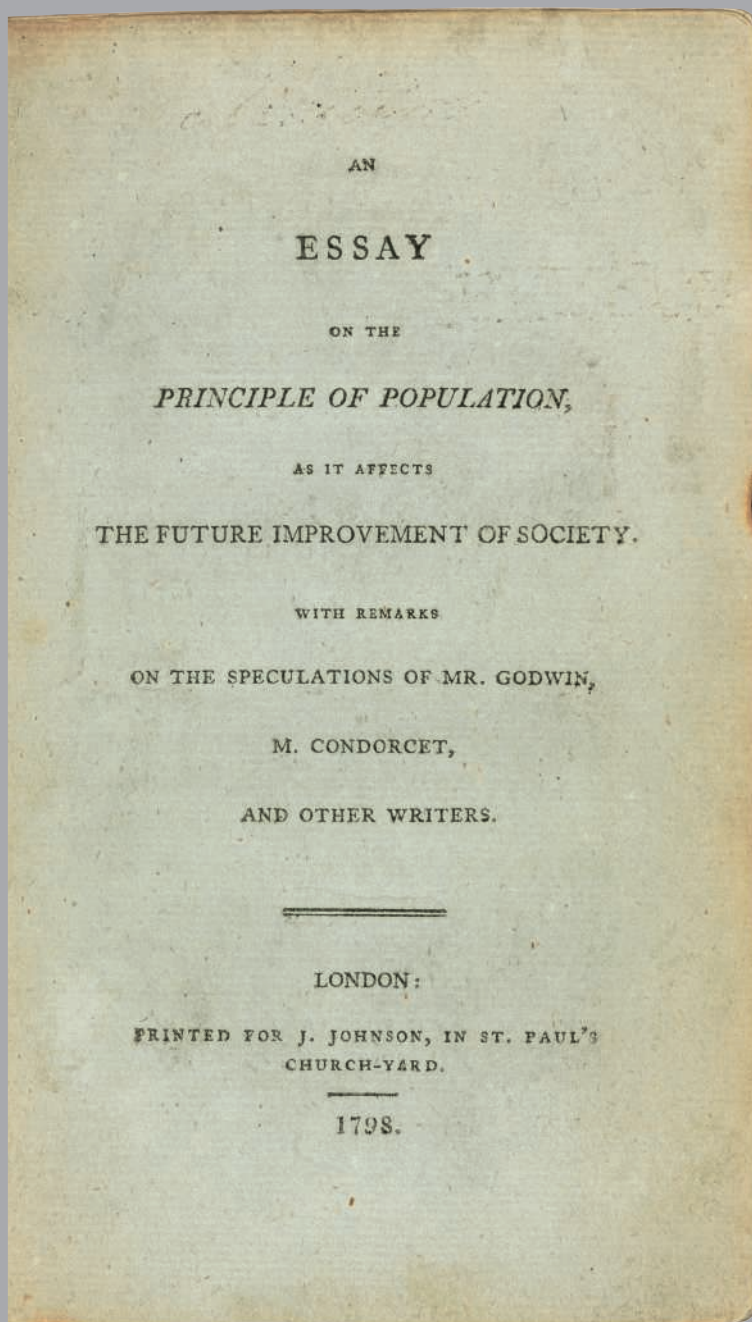 AN
ESSAY
ON THE
PRINCIPLE OF POPULATION,
AS IT AFFECTS
THE FUTURE IMPROVEMENT OF SOCIETY.
WITH REMARKS
ON THE SPECULATIONS OF MR. GODWIN,
M. CONDORCET,
AND OTHER WRITERS.
LONDON:
PRINTED FOR J. JOHNSON, IN ST. PAUL'S
CHURCH-YARD.
1798.